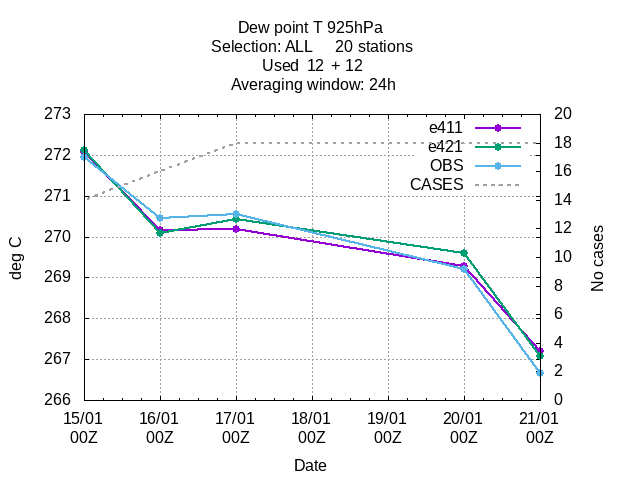 Dew point T 925hPa
Selection: ALL 20 stations
Used 12 + 12
Averaging window: 24h
273
272
271
270
269
268
267
266
20
18
16
14
12
10
8
6
4
2
0
e411
e421
OBS
CASES
deg C
No cases
15/01 16/01 17/01 18/01 19/01 20/01 21/01
00Z 00Z 00Z 00Z 00Z 00Z 00Z
Date